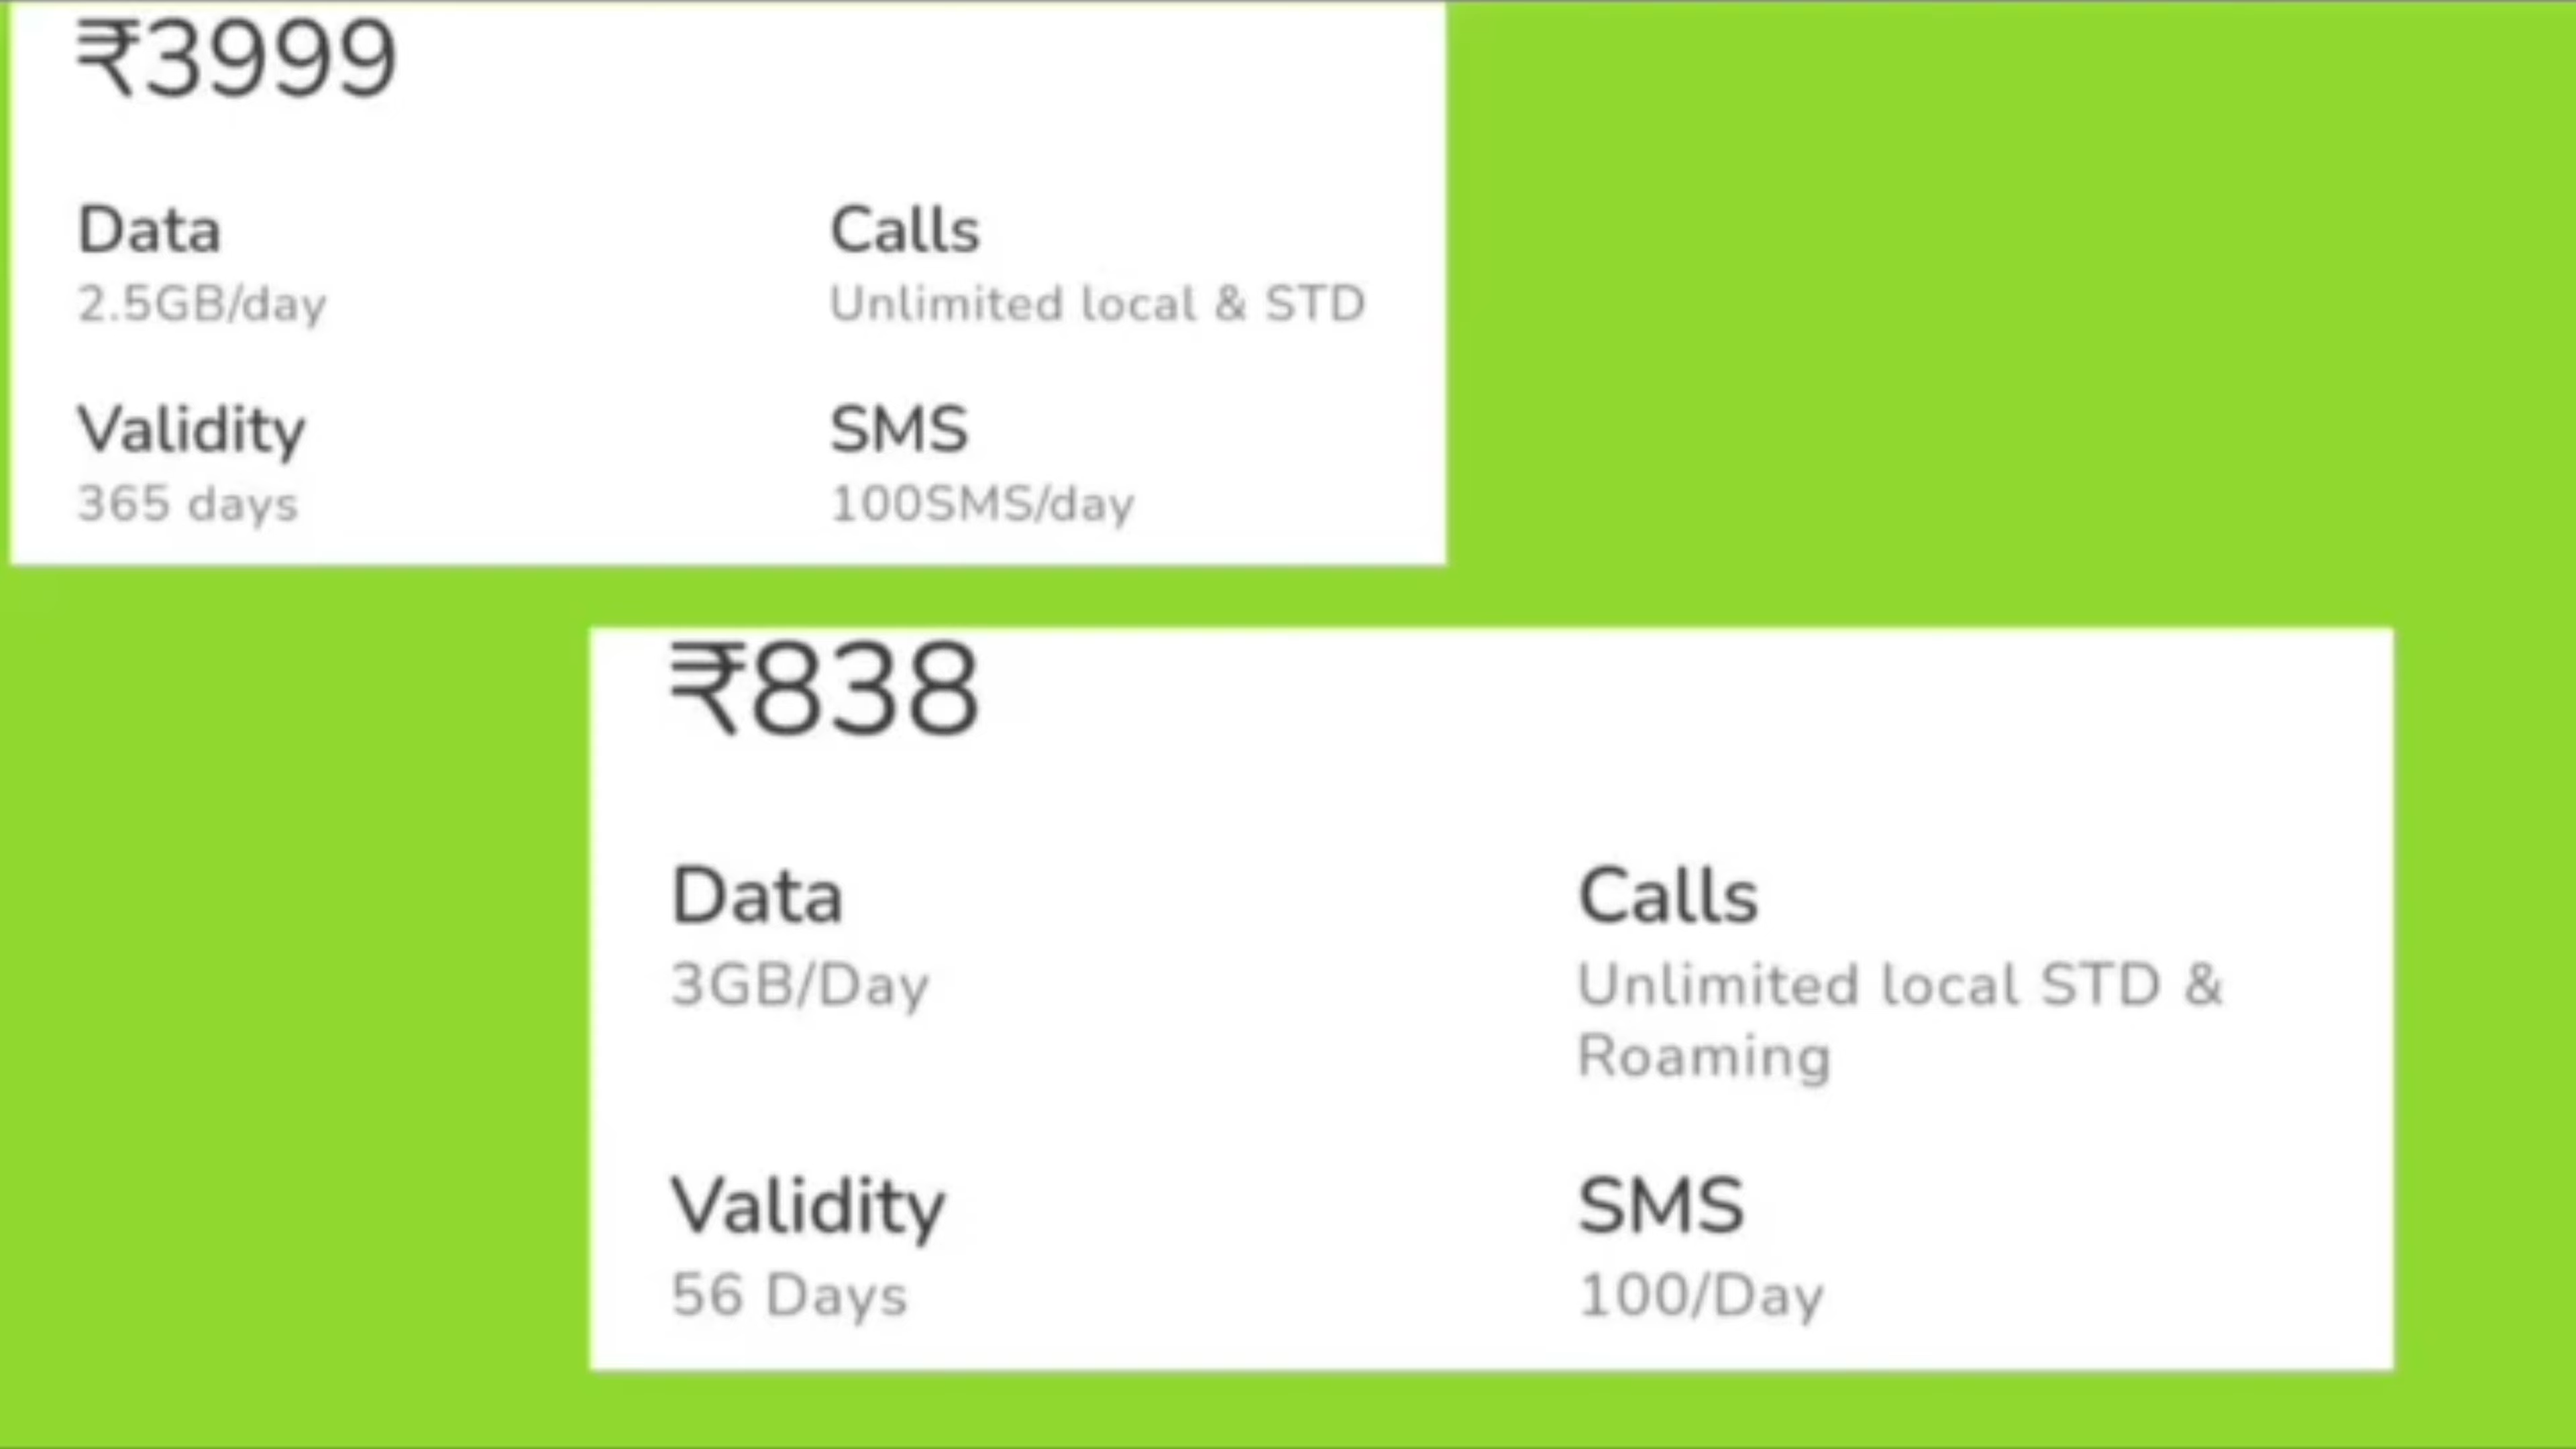 ₹3999
Data
Calls
2.5GB/day
Unlimited local & STD
Validity
SMS
365 days
100SMS/day
₹838
Data
Calls
3GB/Day
Unlimited local STD &
Roaming
Validity
SMS
56 Days
100/Day